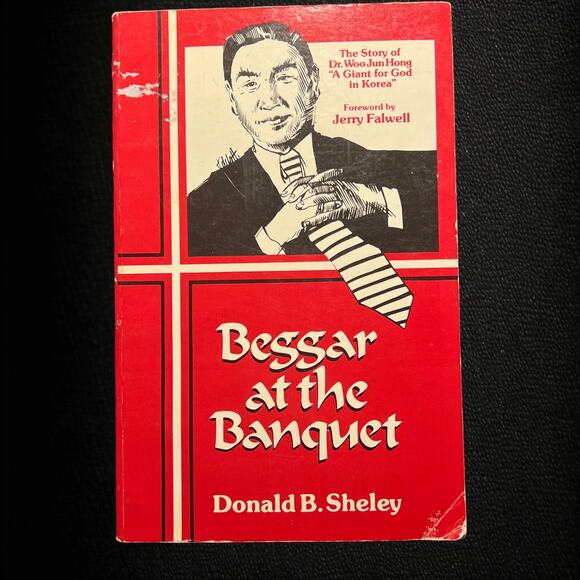 The Story of
Dr. Woo Jun Hong
"A Giant for God
in Korea"
Foreword by
Jerry Falwell
Beggar
at the
Banquet
Donald B. Sheley